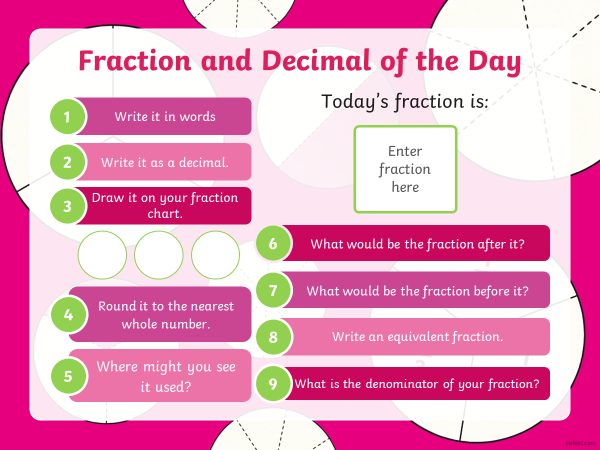 Fraction and Decimal of the Day
1 Write it in words
2 Write it as a decimal.
3 Draw it on your fraction
chart.
4 Round it to the nearest
whole number.
5 Where might you see
it used?
Today's fraction is:
Enter
fraction
here
6 What would be the fraction after it?
7 What would be the fraction before it?
8 Write an equivalent fraction.
9 What is the denominator of your fraction?